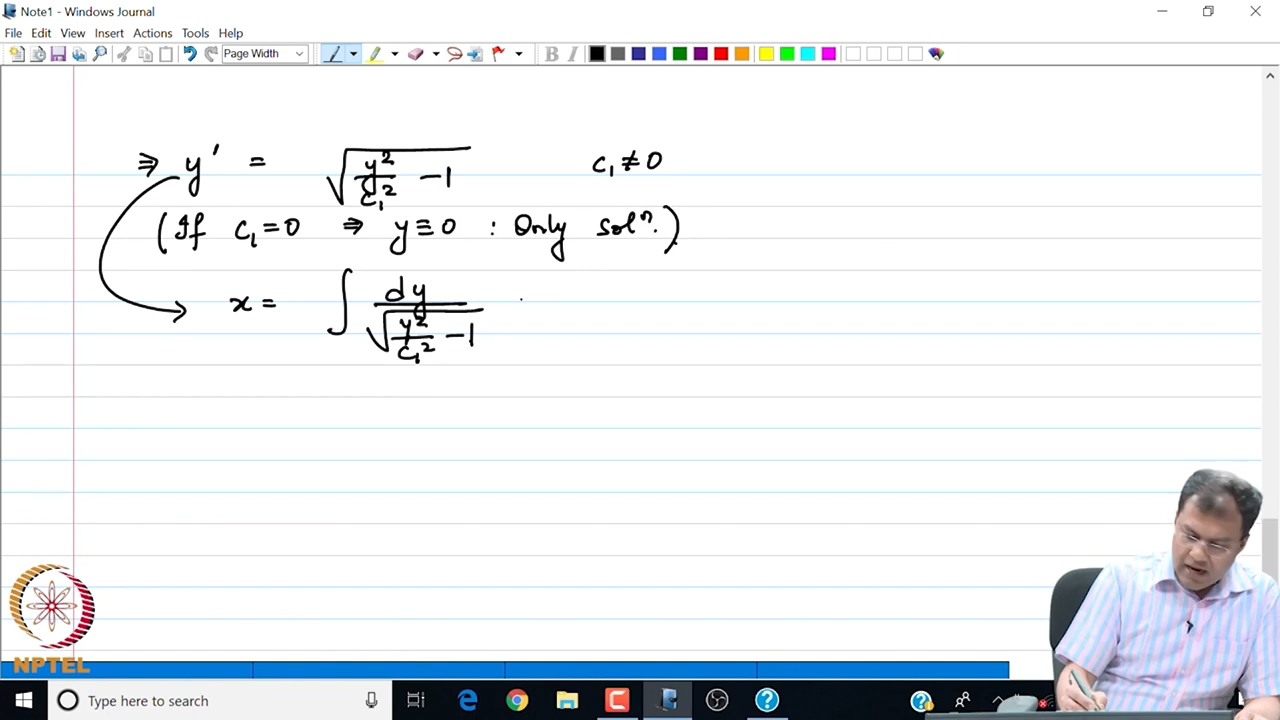 Note1 - Windows Journal
File Edit View Insert Actions Tools Help
Page Width B I
⇒ y' = √(y²/c₁² - 1) c₁ ≠ 0
(If c₁ = 0 ⇒ y ≡ 0 : Only solⁿ.)
x = ∫ dy/√(y²/c₁² - 1)
NPTEL
Type here to search